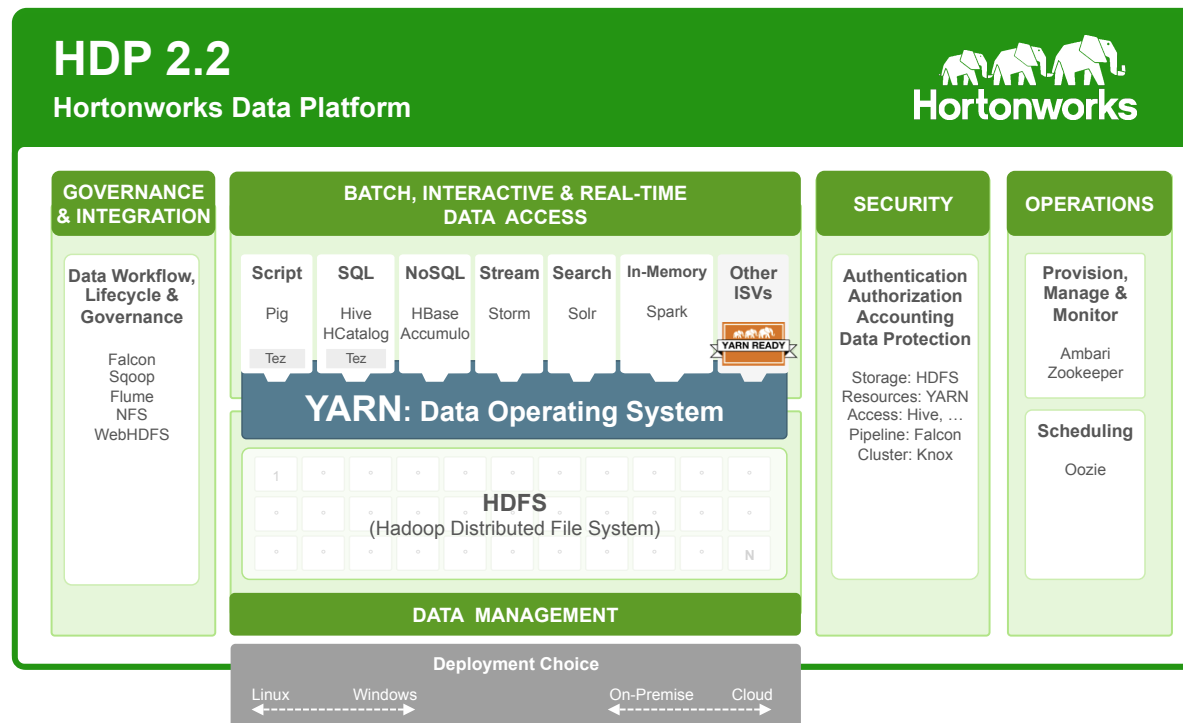 HDP 2.2
Hortonworks Data Platform
Hortonworks
GOVERNANCE
& INTEGRATION
Data Workflow,
Lifecycle &
Governance
Falcon
Sqoop
Flume
NFS
WebHDFS
BATCH, INTERACTIVE & REAL-TIME
DATA ACCESS
Script
Pig
Tez
SQL
Hive
HCatalog
Tez
NoSQL
HBase
Accumulo
Stream
Storm
Search
Solr
In-Memory
Spark
Other
ISVs
YARN READY
YARN: Data Operating System
1
HDFS
(Hadoop Distributed File System)
N
DATA MANAGEMENT
SECURITY
Authentication
Authorization
Accounting
Data Protection
Storage: HDFS
Resources: YARN
Access: Hive, …
Pipeline: Falcon
Cluster: Knox
OPERATIONS
Provision,
Manage &
Monitor
Ambari
Zookeeper
Scheduling
Oozie
Deployment Choice
Linux Windows On-Premise Cloud